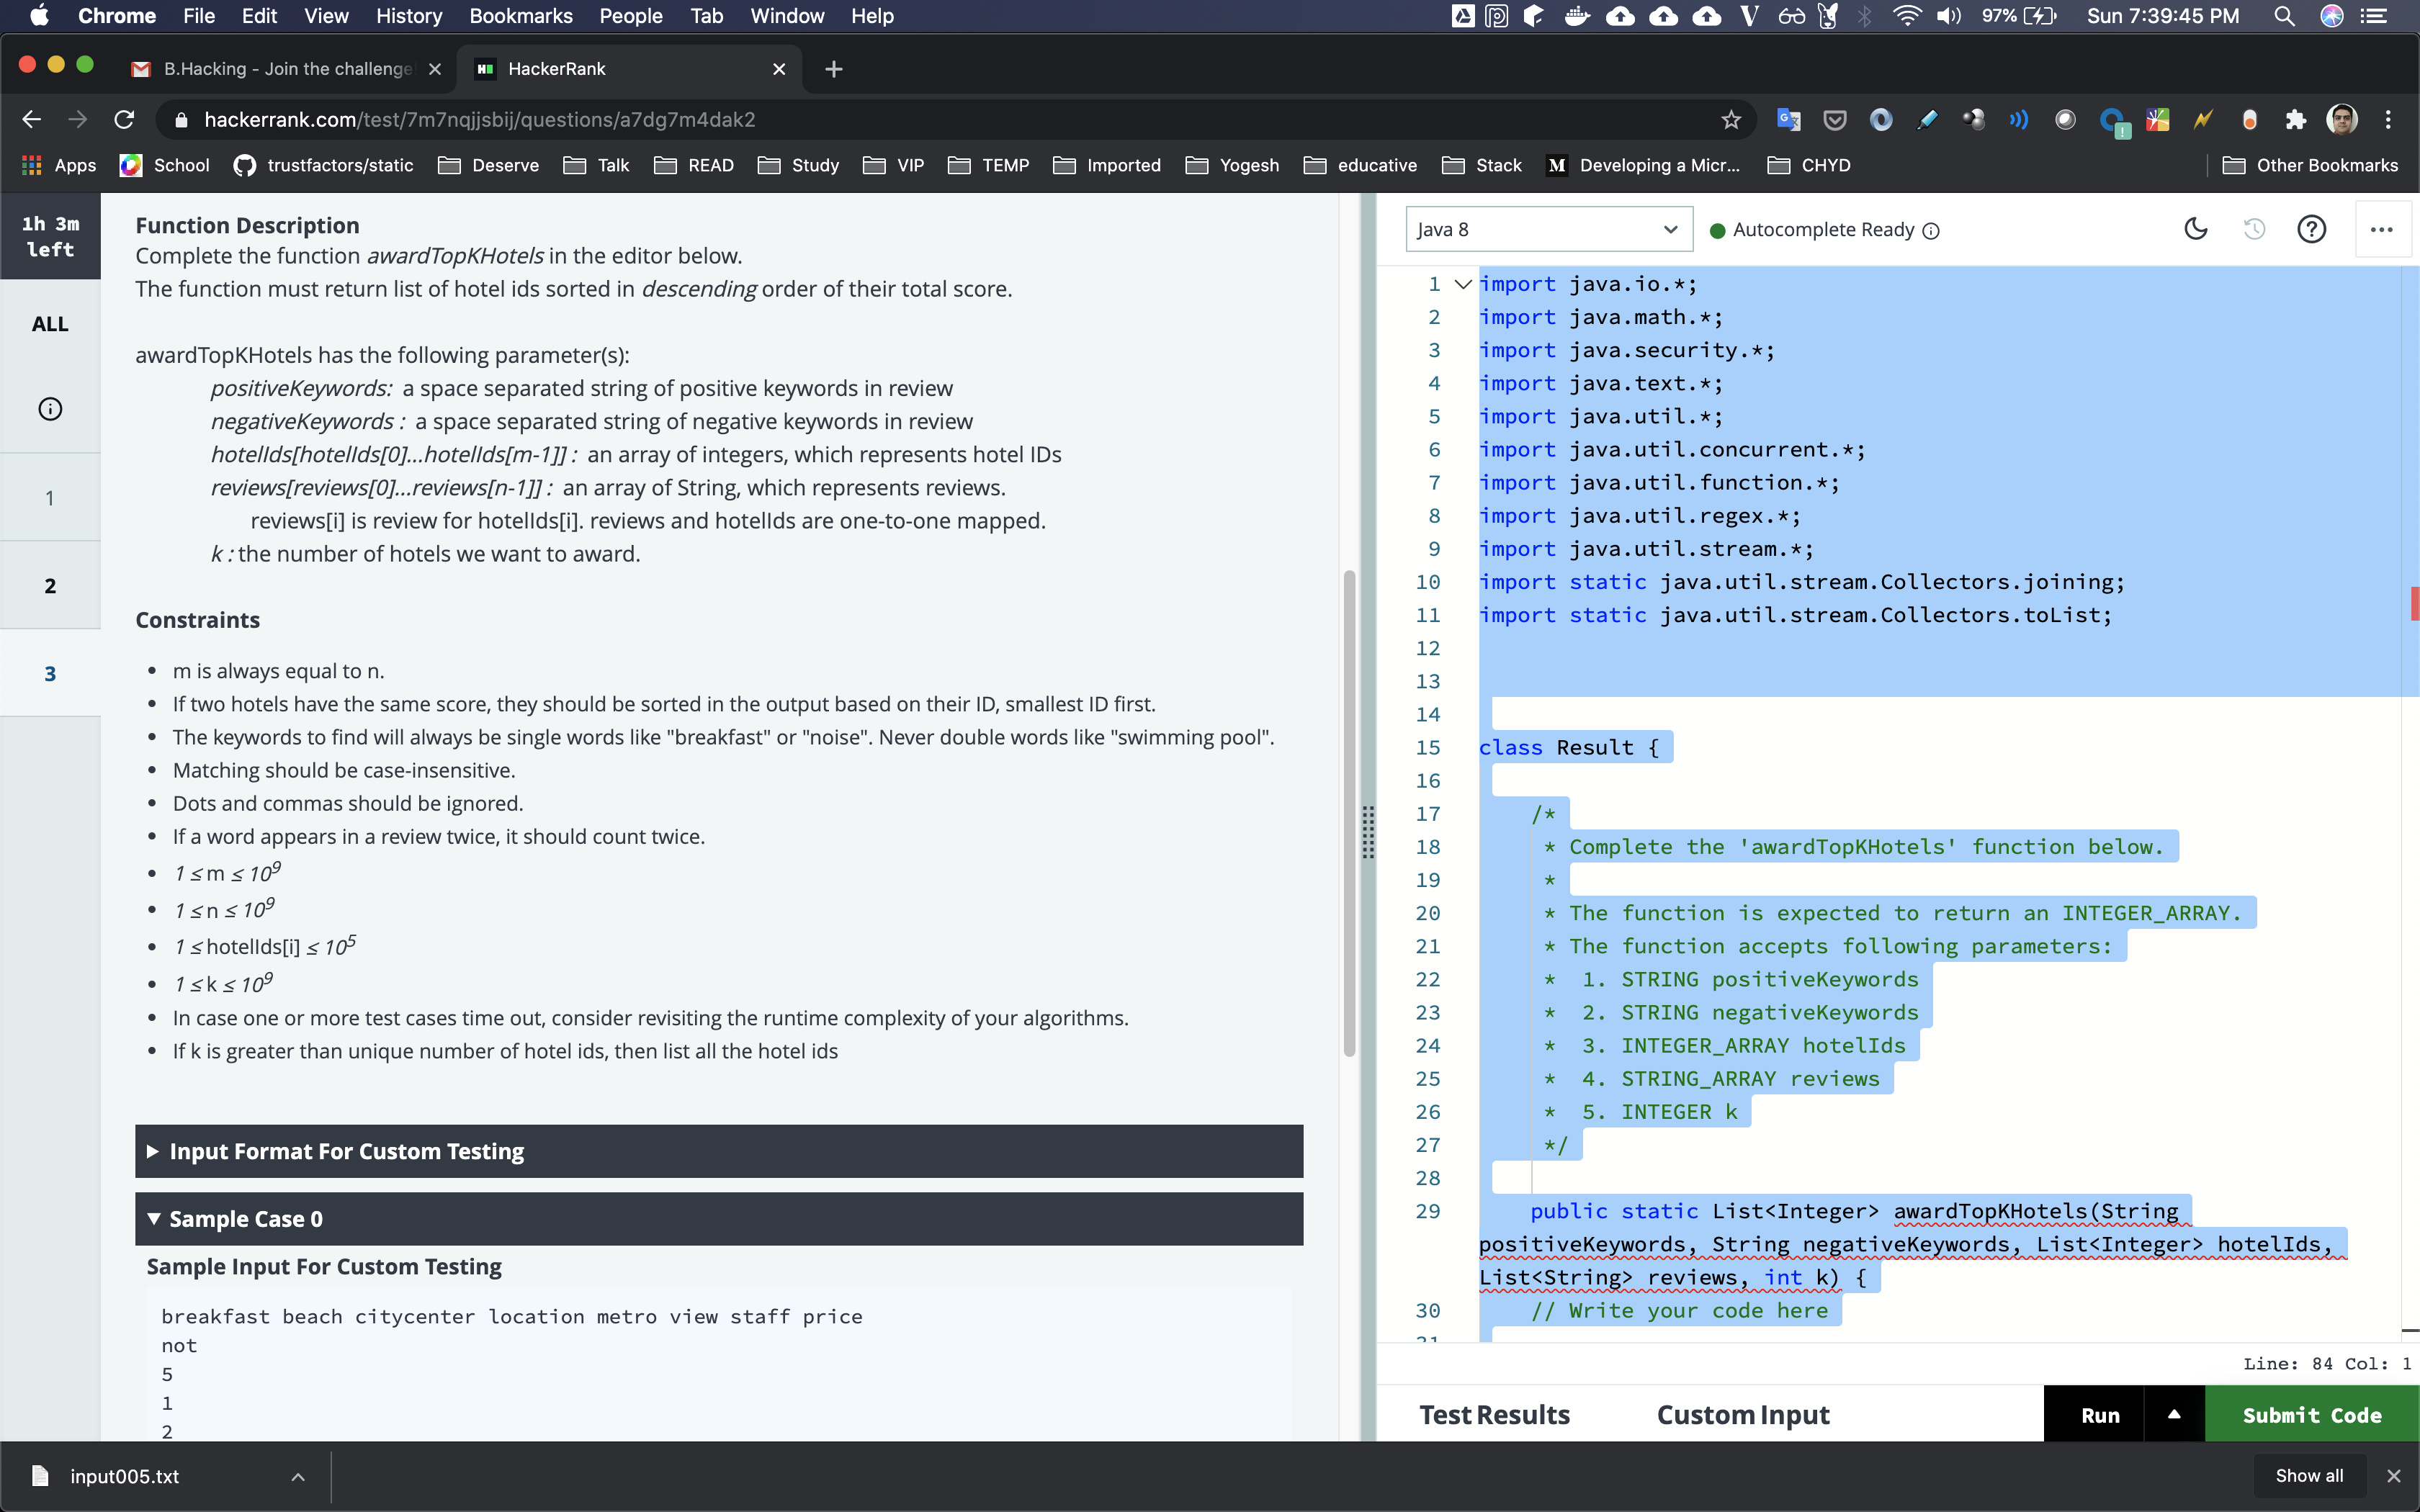 Chrome File Edit View History Bookmarks People Tab Window Help 97% Sun 7:39:45 PM
B.Hacking - Join the challenge HackerRank
hackerrank.com/test/7m7nqjjsbij/questions/a7dg7m4dak2
Apps School trustfactors/static Deserve Talk READ Study VIP TEMP Imported Yogesh educative Stack Developing a Micr... CHYD Other Bookmarks
1h 3m
left
ALL
1
2
3
Function Description
Complete the function awardTopKHotels in the editor below.
The function must return list of hotel ids sorted in descending order of their total score.
awardTopKHotels has the following parameter(s):
positiveKeywords: a space separated string of positive keywords in review
negativeKeywords : a space separated string of negative keywords in review
hotelIds[hotelIds[0]...hotelIds[m-1]] : an array of integers, which represents hotel IDs
reviews[reviews[0]...reviews[n-1]] : an array of String, which represents reviews.
reviews[i] is review for hotelIds[i]. reviews and hotelIds are one-to-one mapped.
k : the number of hotels we want to award.
Constraints
• m is always equal to n.
• If two hotels have the same score, they should be sorted in the output based on their ID, smallest ID first.
• The keywords to find will always be single words like "breakfast" or "noise". Never double words like "swimming pool".
• Matching should be case-insensitive.
• Dots and commas should be ignored.
• If a word appears in a review twice, it should count twice.
• 1 ≤ m ≤ 10⁹
• 1 ≤ n ≤ 10⁹
• 1 ≤ hotelIds[i] ≤ 10⁵
• 1 ≤ k ≤ 10⁹
• In case one or more test cases time out, consider revisiting the runtime complexity of your algorithms.
• If k is greater than unique number of hotel ids, then list all the hotel ids
Input Format For Custom Testing
Sample Case 0
Sample Input For Custom Testing
breakfast beach citycenter location metro view staff price
not
5
1
2
Java 8 Autocomplete Ready
1 import java.io.*;
2 import java.math.*;
3 import java.security.*;
4 import java.text.*;
5 import java.util.*;
6 import java.util.concurrent.*;
7 import java.util.function.*;
8 import java.util.regex.*;
9 import java.util.stream.*;
10 import static java.util.stream.Collectors.joining;
11 import static java.util.stream.Collectors.toList;
12
13
14
15 class Result {
16
17 /*
18 * Complete the 'awardTopKHotels' function below.
19 *
20 * The function is expected to return an INTEGER_ARRAY.
21 * The function accepts following parameters:
22 * 1. STRING positiveKeywords
23 * 2. STRING negativeKeywords
24 * 3. INTEGER_ARRAY hotelIds
25 * 4. STRING_ARRAY reviews
26 * 5. INTEGER k
27 */
28
29 public static List<Integer> awardTopKHotels(String
positiveKeywords, String negativeKeywords, List<Integer> hotelIds,
List<String> reviews, int k) {
30 // Write your code here
31
Line: 84 Col: 1
Test Results Custom Input Run Submit Code
input005.txt Show all